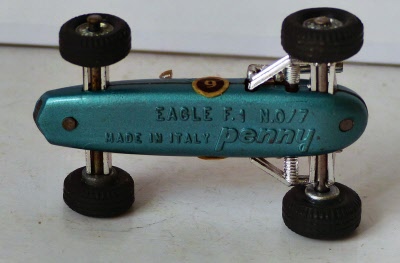 EAGLE F.1 N.0/7
MADE IN ITALY penny